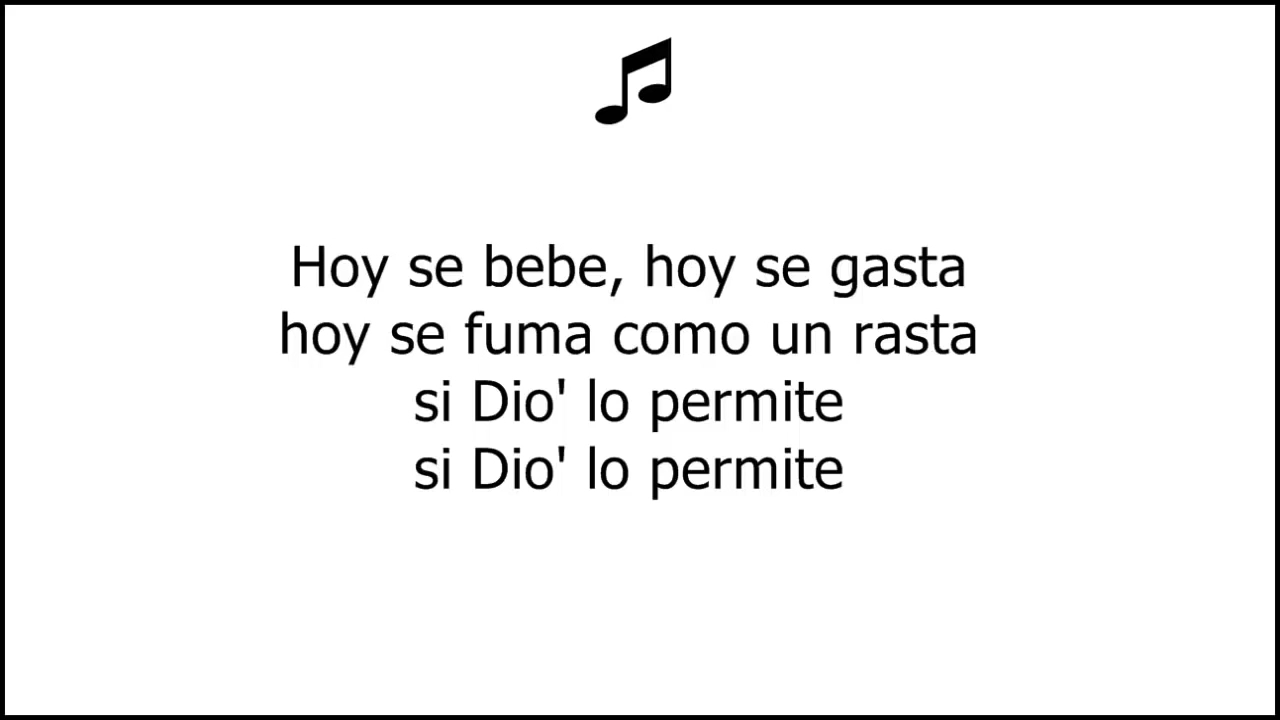 Hoy se bebe, hoy se gasta
hoy se fuma como un rasta
si Dio' lo permite
si Dio' lo permite